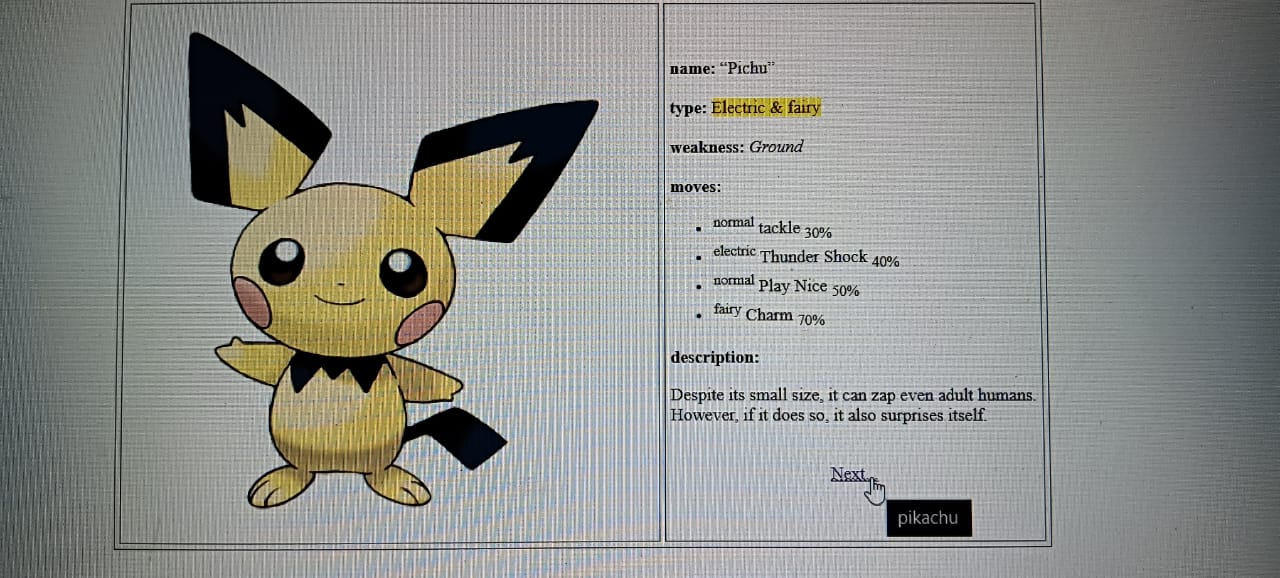 name: “Pichu”
type: Electric & fairy
weakness: Ground
moves:
• normal tackle 30%
• electric Thunder Shock 40%
• normal Play Nice 50%
• fairy Charm 70%
description:
Despite its small size, it can zap even adult humans.
However, if it does so, it also surprises itself.
Next
pikachu